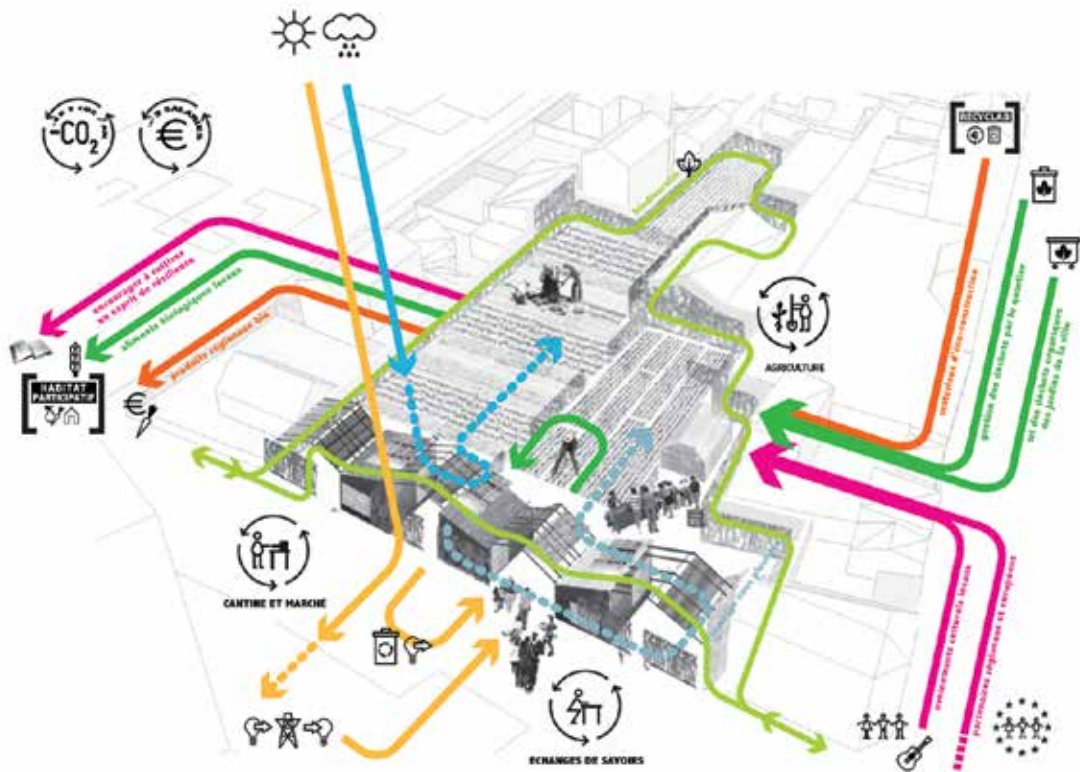 CO₂
€
RECYCLAB
encourager à cultiver
un esprit de résilience
aliments biologiques locaux
produits régionaux bio
HABITAT
PARTICIPATIF
€
AGRICULTURE
matériaux d'éco-construction
gestion des déchets par le quartier
tri des déchets organiques
des jardins de la ville
CANTINE ET MARCHÉ
ECHANGES DE SAVOIRS
événements culturels locaux
partenaires régionaux et européens